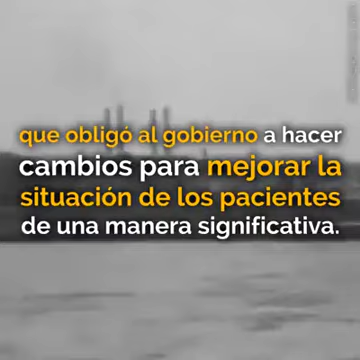 que obligó al gobierno a hacer
cambios para mejorar la
situación de los pacientes
de una manera significativa.